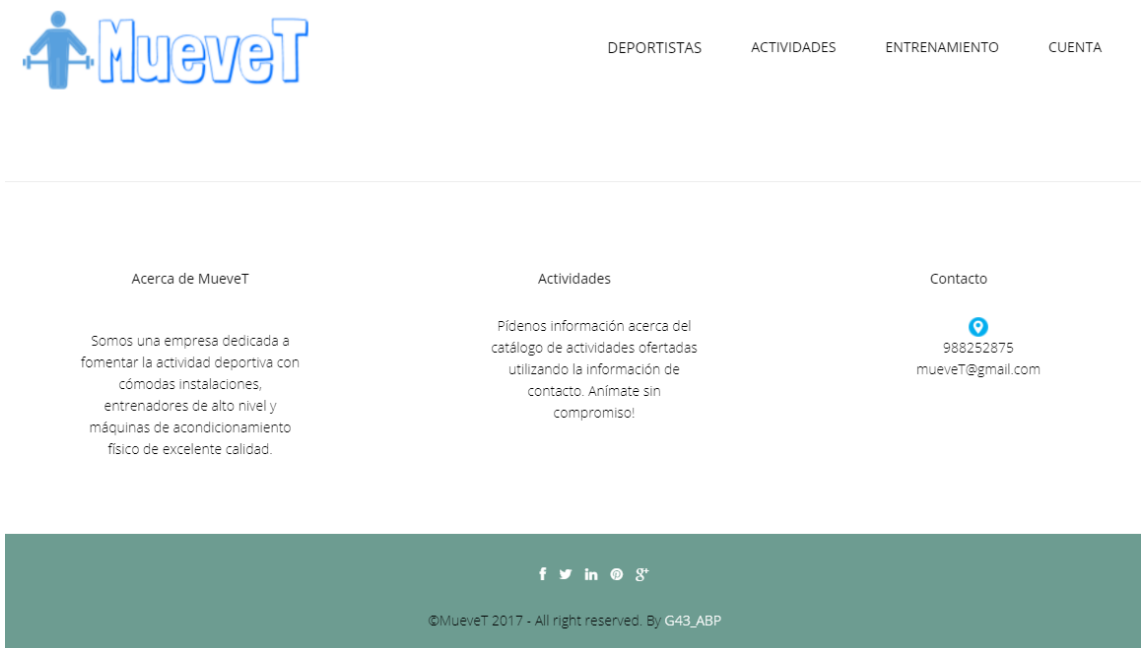 MueveT
DEPORTISTAS
ACTIVIDADES
ENTRENAMIENTO
CUENTA
Acerca de MueveT
Somos una empresa dedicada a
fomentar la actividad deportiva con
cómodas instalaciones,
entrenadores de alto nivel y
máquinas de acondicionamiento
físico de excelente calidad.
Actividades
Pídenos información acerca del
catálogo de actividades ofertadas
utilizando la información de
contacto. Anímate sin
compromiso!
Contacto
988252875
mueveT@gmail.com
©MueveT 2017 - All right reserved. By G43_ABP